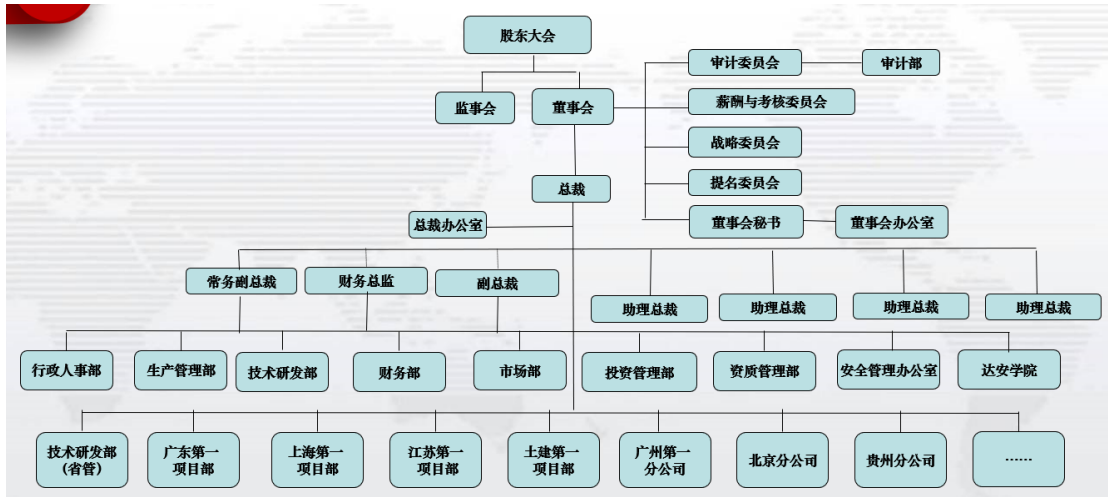 股东大会
监事会
董事会
审计委员会
审计部
薪酬与考核委员会
战略委员会
提名委员会
董事会秘书
董事会办公室
总裁
总裁办公室
常务副总裁
财务总监
副总裁
助理总裁
助理总裁
助理总裁
助理总裁
行政人事部
生产管理部
技术研发部
财务部
市场部
投资管理部
资质管理部
安全管理办公室
达安学院
技术研发部
(省管)
广东第一
项目部
上海第一
项目部
江苏第一
项目部
土建第一
项目部
广州第一
分公司
北京分公司
贵州分公司
……